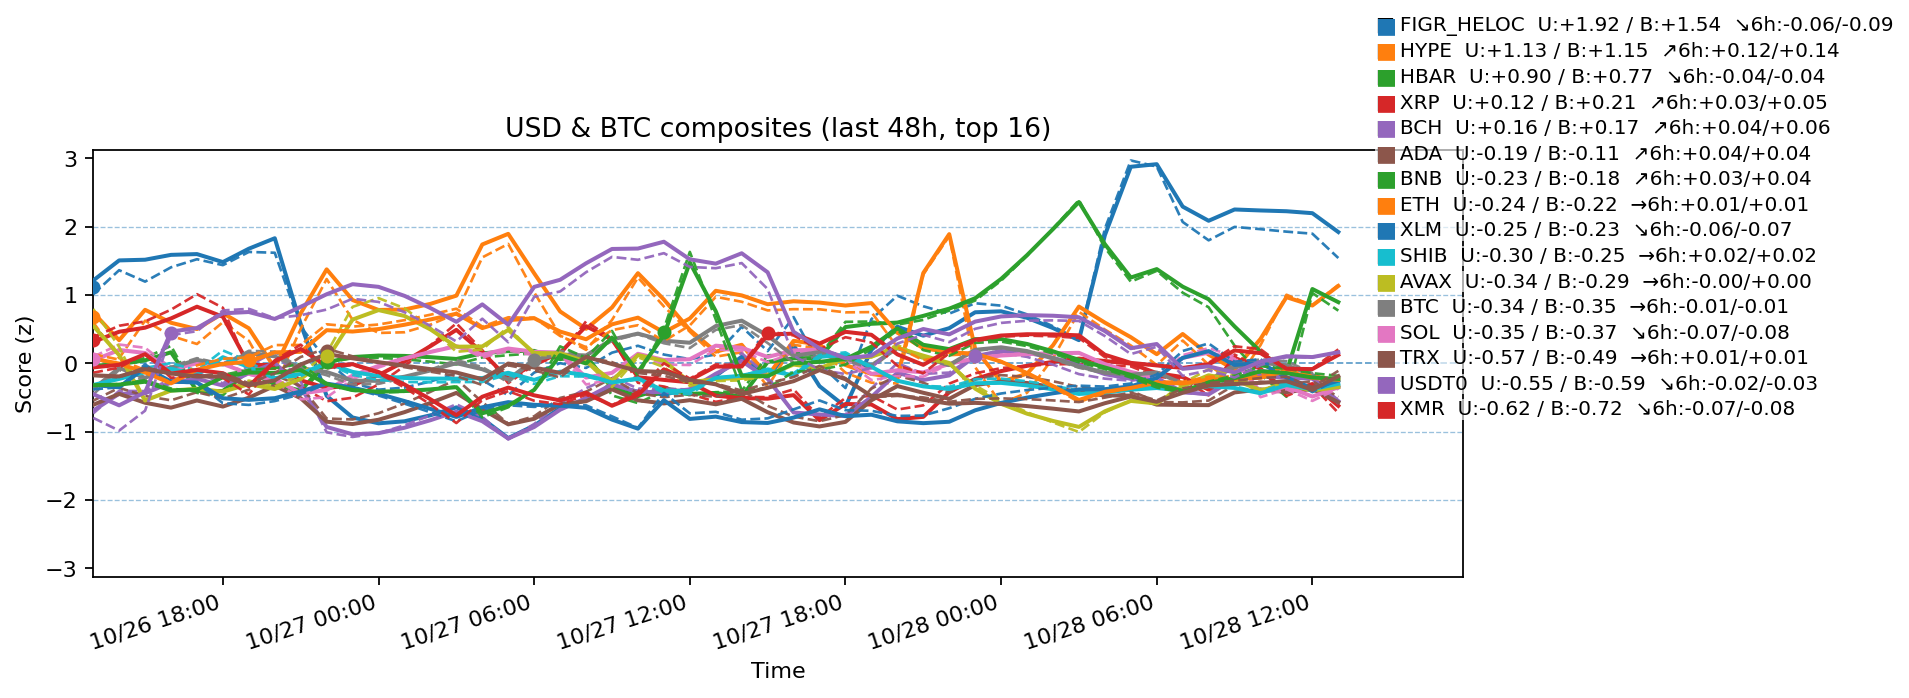 FIGR_HELOC U:+1.92 / B:+1.54 ↘6h:-0.06/-0.09
HYPE U:+1.13 / B:+1.15 ↗6h:+0.12/+0.14
HBAR U:+0.90 / B:+0.77 ↘6h:-0.04/-0.04
XRP U:+0.12 / B:+0.21 ↗6h:+0.03/+0.05
BCH U:+0.16 / B:+0.17 ↗6h:+0.04/+0.06
ADA U:-0.19 / B:-0.11 ↗6h:+0.04/+0.04
BNB U:-0.23 / B:-0.18 ↗6h:+0.03/+0.04
ETH U:-0.24 / B:-0.22 →6h:+0.01/+0.01
XLM U:-0.25 / B:-0.23 ↘6h:-0.06/-0.07
SHIB U:-0.30 / B:-0.25 →6h:+0.02/+0.02
AVAX U:-0.34 / B:-0.29 →6h:-0.00/+0.00
BTC U:-0.34 / B:-0.35 →6h:-0.01/-0.01
SOL U:-0.35 / B:-0.37 ↘6h:-0.07/-0.08
TRX U:-0.57 / B:-0.49 →6h:+0.01/+0.01
USDT0 U:-0.55 / B:-0.59 ↘6h:-0.02/-0.03
XMR U:-0.62 / B:-0.72 ↘6h:-0.07/-0.08
USD & BTC composites (last 48h, top 16)
Score (z)
3
2
1
0
−1
−2
−3
10/26 18:00
10/27 00:00
10/27 06:00
10/27 12:00
10/27 18:00
10/28 00:00
10/28 06:00
10/28 12:00
Time